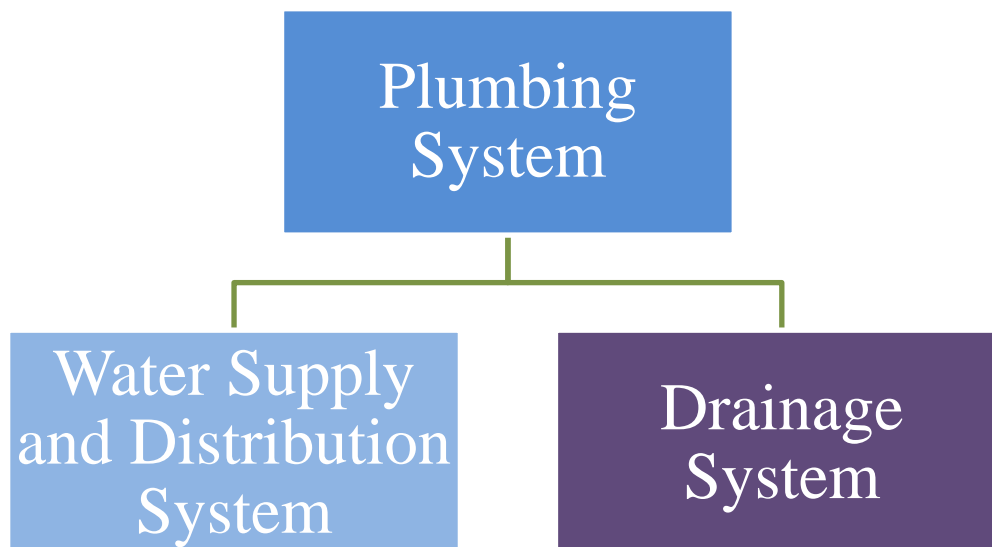 Plumbing
System
Water Supply
and Distribution
System
Drainage
System